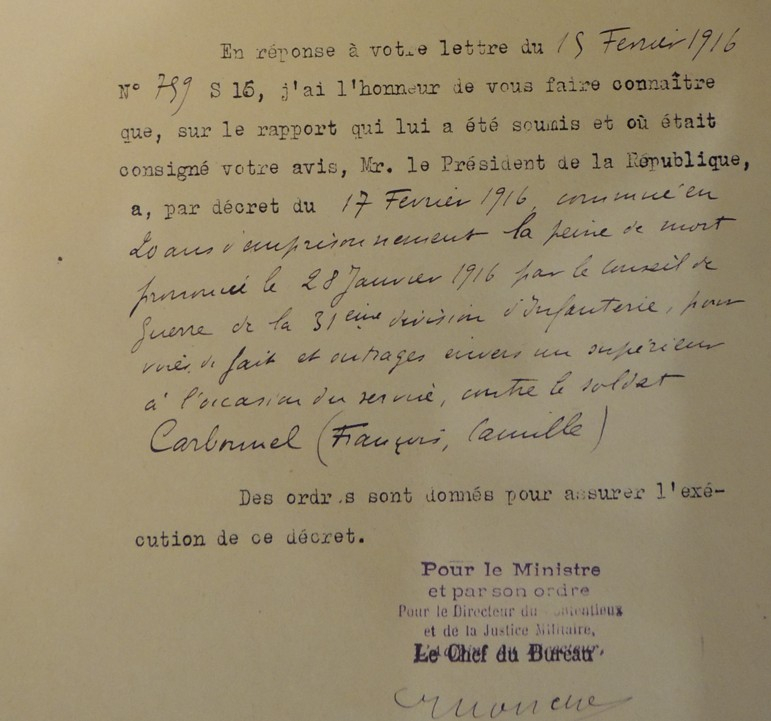 En réponse à votre lettre du 15 Fevrier 1916
N° 799 S 16, j'ai l'honneur de vous faire connaître
que, sur le rapport qui lui a été soumis et où était
consigné votre avis, Mr. le Président de la République,
a, par décret du 17 Fevrier 1916, commué en
20 ans d'emprisonnement la peine de mort
prononcé le 28 Janvier 1916 par le conseil de
guerre de la 31eme division d'Infanterie, pour
voies de fait et outrages envers un supérieur
à l'occasion du service, contre le soldat
Carbonnel (François, Camille)
Des ordres sont donnés pour assurer l'exé-
cution de ce décret.
Pour le Ministre
et par son ordre
Pour le Directeur du Contentieux
et de la Justice Militaire,
Le Chef du Bureau